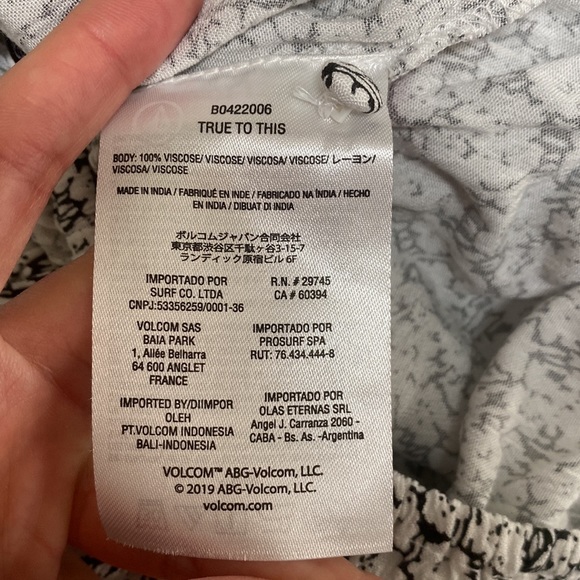 B0422006
TRUE TO THIS
BODY: 100% VISCOSE/ VISCOSE/ VISCOSA/ VISCOSE/ レーヨン/
VISCOSA/ VISCOSE
MADE IN INDIA / FABRIQUÉ EN INDE / FABRICADO NA ÍNDIA / HECHO
EN INDIA / DIBUAT DI INDIA
ボルコムジャパン合同会社
東京都渋谷区千駄ヶ谷3-15-7
ランディック原宿ビル 6F
IMPORTADO POR
SURF CO. LTDA
CNPJ:53356259/0001-36
R.N. # 29745
CA # 60394
VOLCOM SAS
BAIA PARK
1, Allée Belharra
64 600 ANGLET
FRANCE
IMPORTADO POR
PROSURF SPA
RUT: 76.434.444-8
IMPORTED BY/DIIMPOR
OLEH
PT.VOLCOM INDONESIA
BALI-INDONESIA
IMPORTADO POR
OLAS ETERNAS SRL
Angel J. Carranza 2060 -
CABA - Bs. As. -Argentina
VOLCOM™ ABG-Volcom, LLC.
© 2019 ABG-Volcom, LLC.
volcom.com